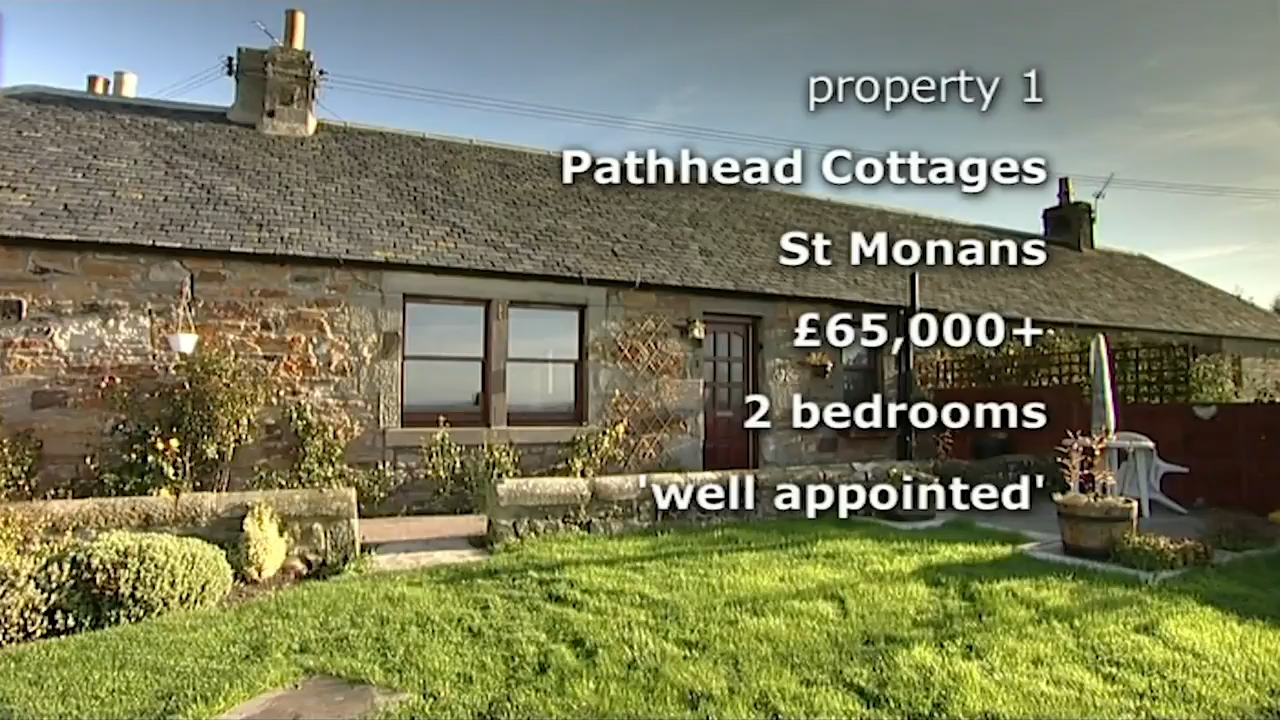 property 1
Pathhead Cottages
St Monans
£65,000+
2 bedrooms
'well appointed'